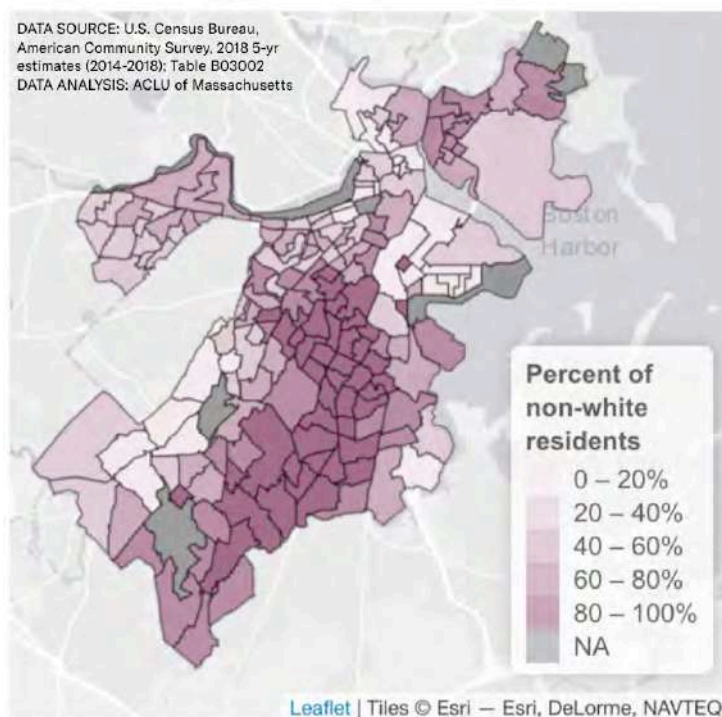 DATA SOURCE: U.S. Census Bureau,
American Community Survey, 2018 5-yr
estimates (2014-2018); Table B03002
DATA ANALYSIS: ACLU of Massachusetts
Boston
Harbor
Percent of
non-white
residents
0 – 20%
20 – 40%
40 – 60%
60 – 80%
80 – 100%
NA
Leaflet | Tiles © Esri — Esri, DeLorme, NAVTEQ